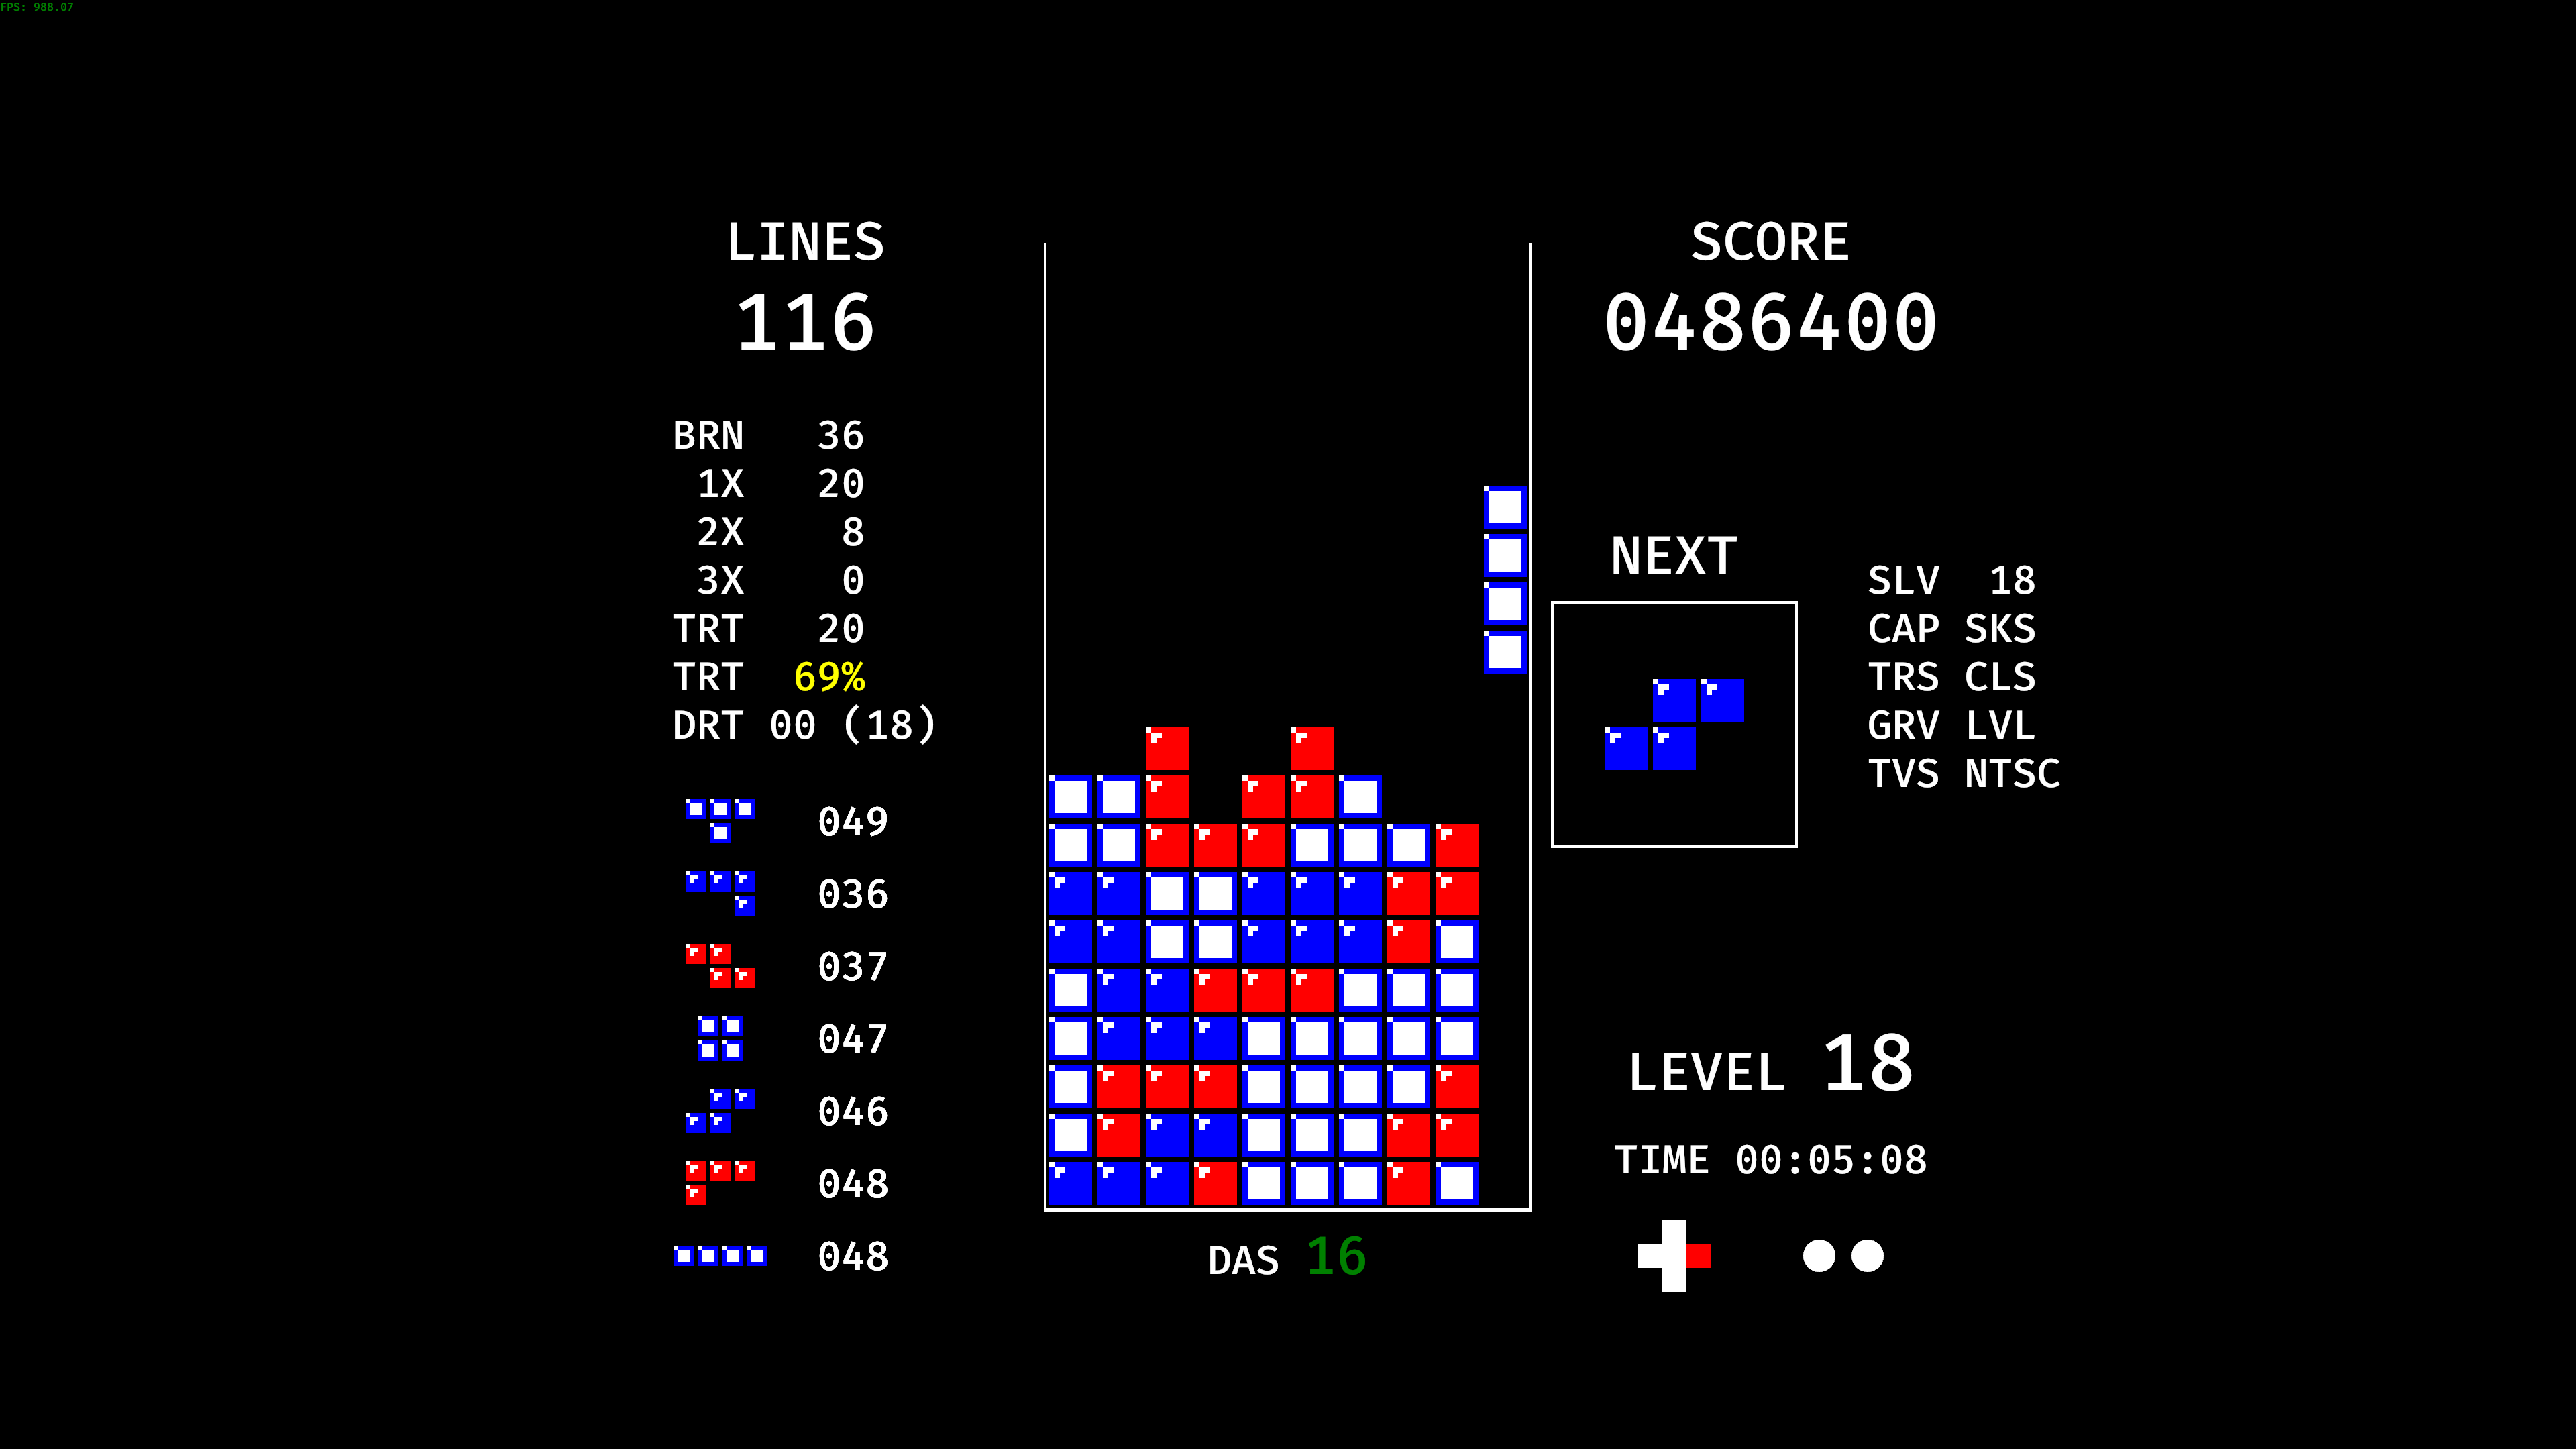 FPS: 988.07
LINES
116
BRN 36
1X 20
2X 8
3X 0
TRT 20
TRT 69%
DRT 00 (18)
049
036
037
047
046
048
048
DAS 16
SCORE
0486400
NEXT
SLV 18
CAP SKS
TRS CLS
GRV LVL
TVS NTSC
LEVEL 18
TIME 00:05:08